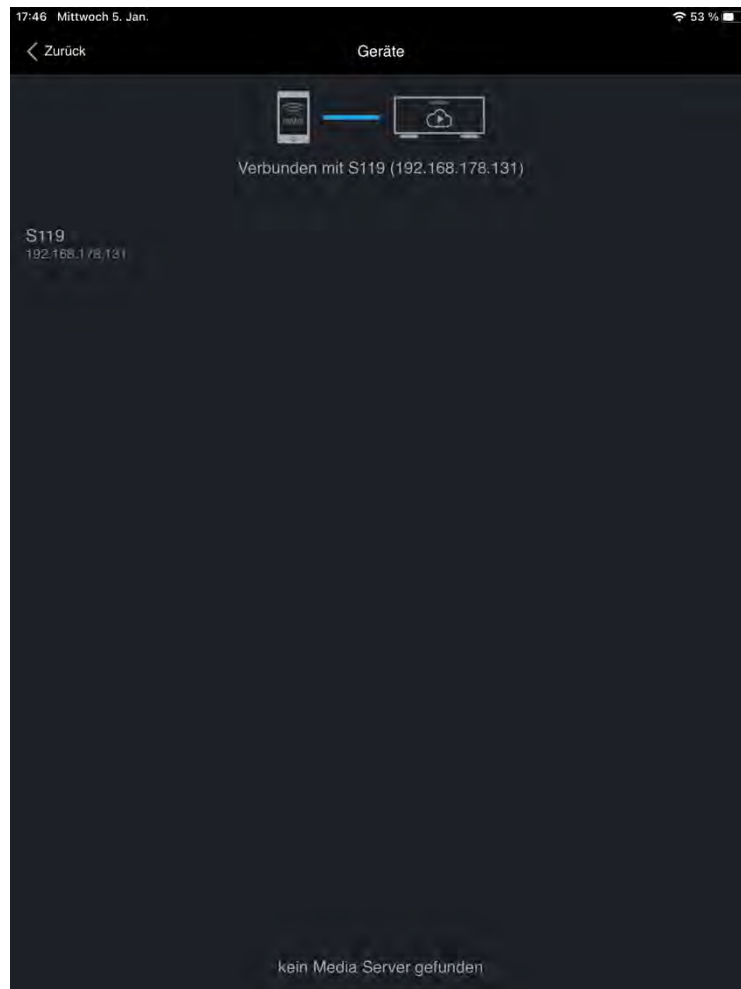 17:46 Mittwoch 5. Jan.
53 %
Zurück
Geräte
Verbunden mit S119 (192.168.178.131)
S119
192.168.178.131
kein Media Server gefunden